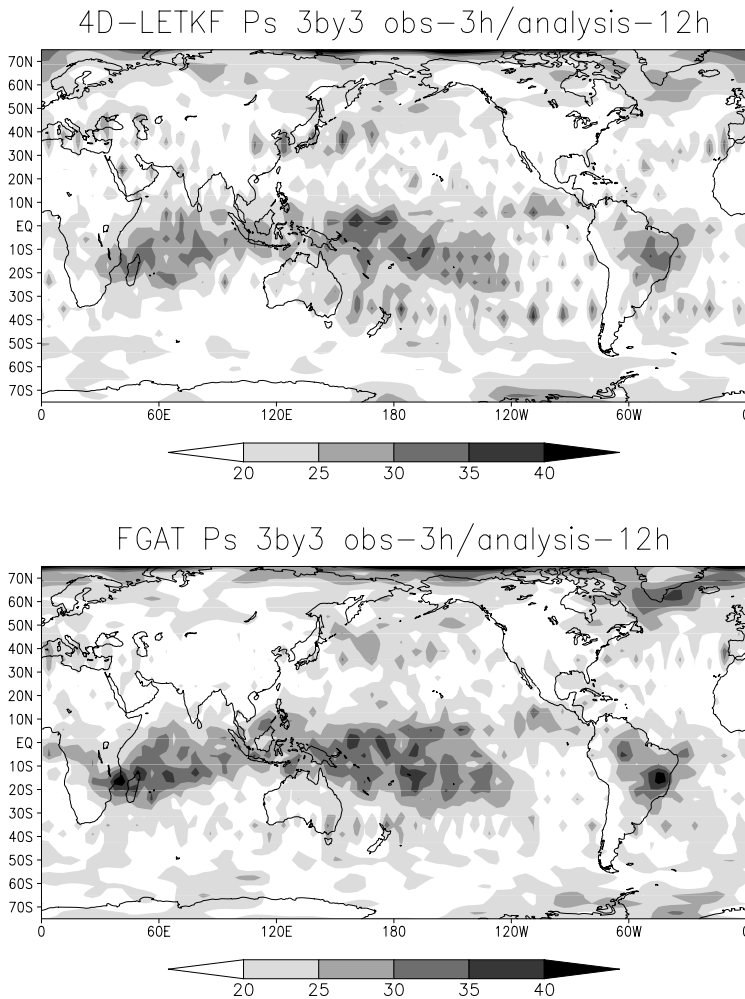 4D-LETKF Ps 3by3 obs-3h/analysis-12h
70N
60N
50N
40N
30N
20N
10N
EQ
10S
20S
30S
40S
50S
60S
70S
0 60E 120E 180 120W 60W 0
20 25 30 35 40
FGAT Ps 3by3 obs-3h/analysis-12h
70N
60N
50N
40N
30N
20N
10N
EQ
10S
20S
30S
40S
50S
60S
70S
0 60E 120E 180 120W 60W 0
20 25 30 35 40